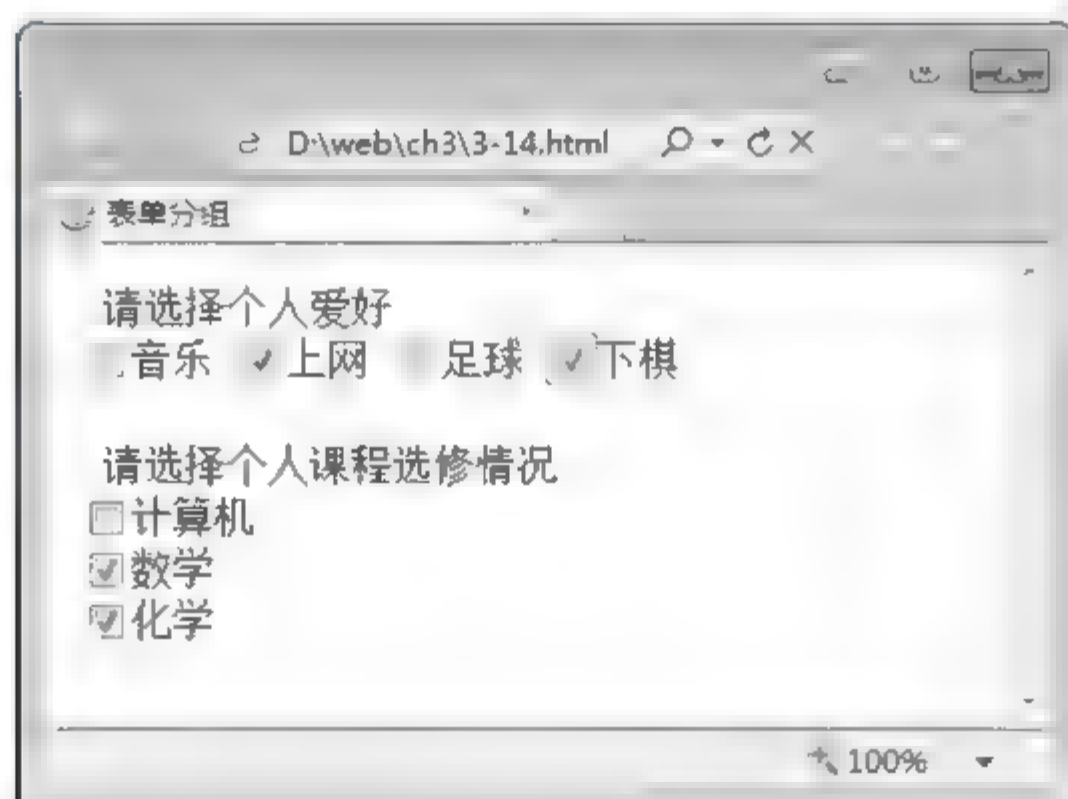 D:\web\ch3\3-14.html
表单分组
请选择个人爱好
音乐 上网 足球 下棋
请选择个人课程选修情况
计算机
数学
化学
100%